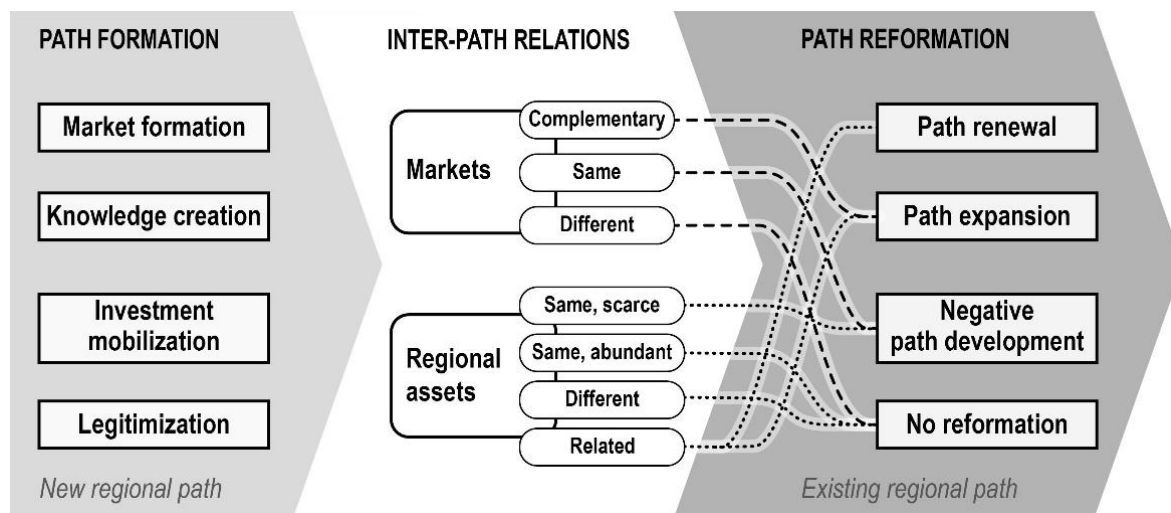 PATH FORMATION
Market formation
Knowledge creation
Investment
mobilization
Legitimization
New regional path
INTER-PATH RELATIONS
Markets
Complementary
Same
Different
Regional
assets
Same, scarce
Same, abundant
Different
Related
PATH REFORMATION
Path renewal
Path expansion
Negative
path development
No reformation
Existing regional path